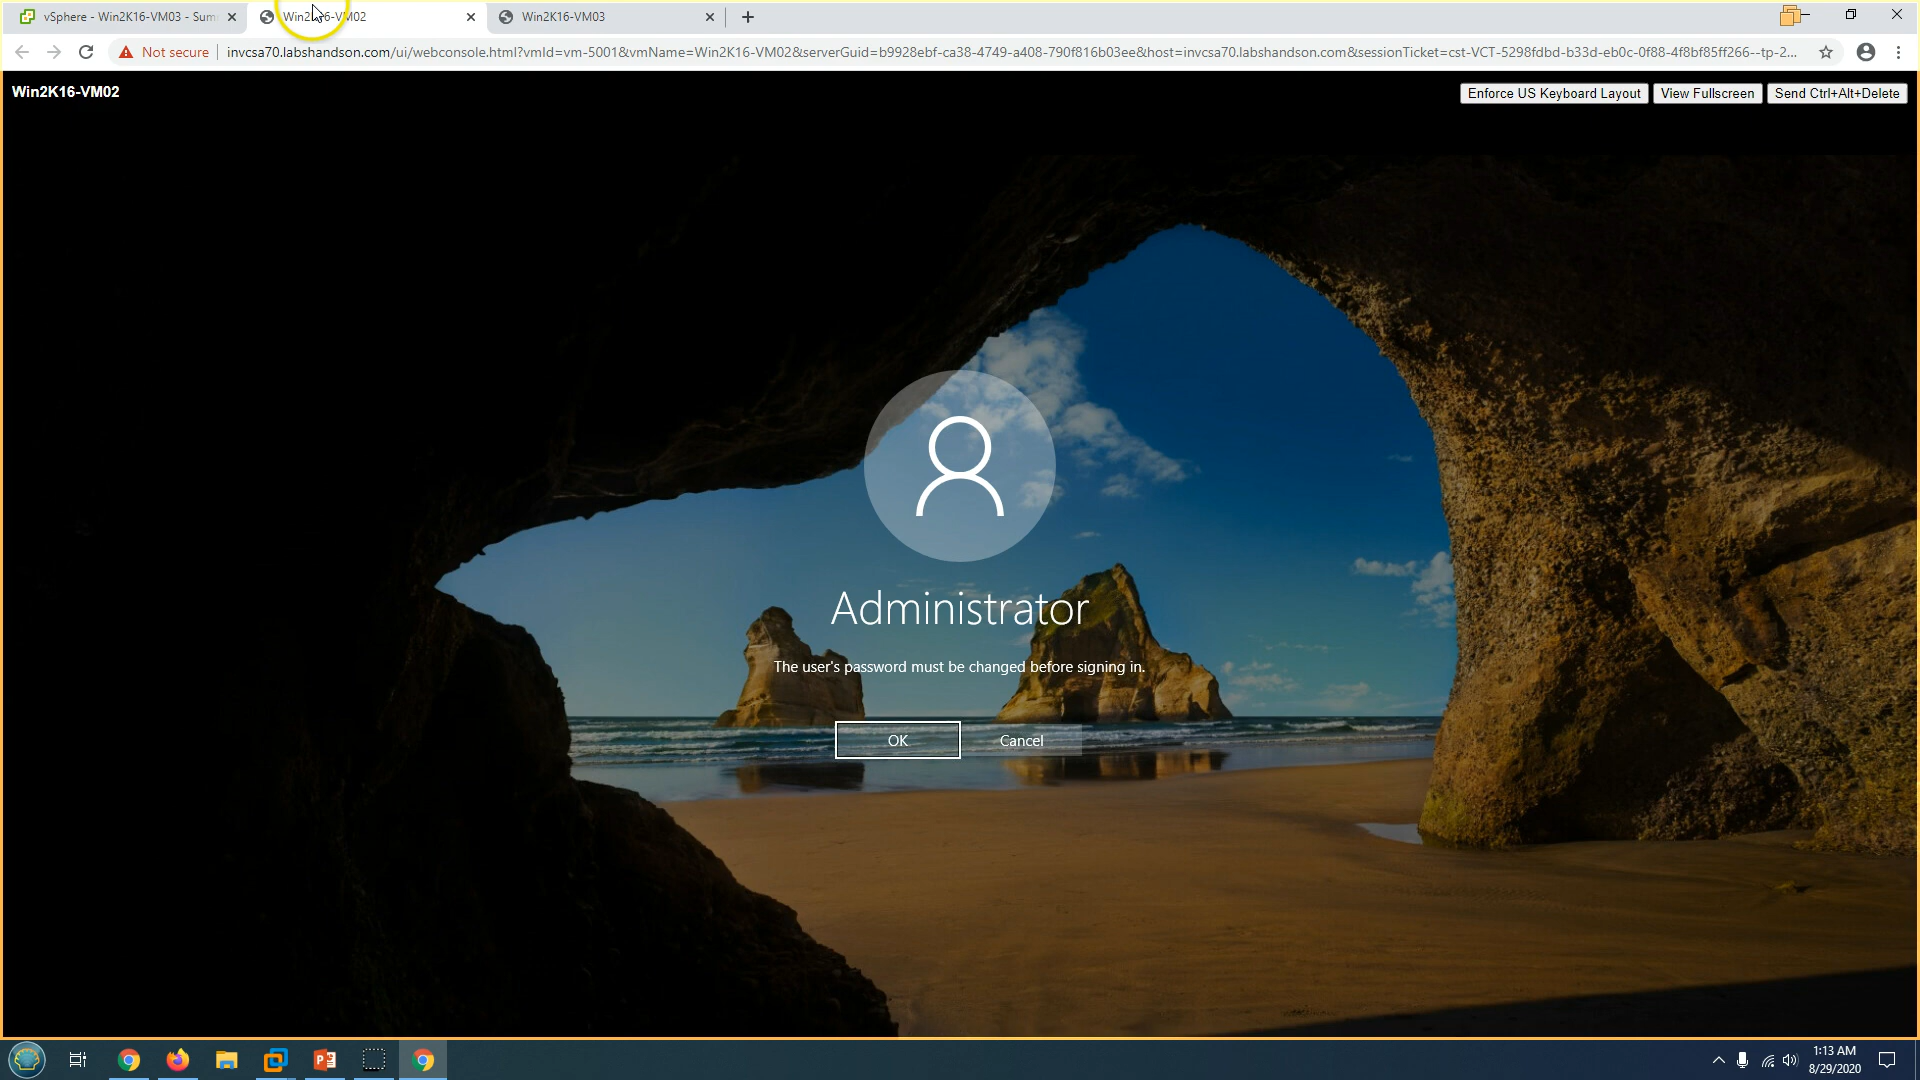 vSphere - Win2K16-VM03 - Sum
Win2K16-VM02
Win2K16-VM03
Not secure
invcsa70.labshandson.com/ui/webconsole.html?vmId=vm-5001&vmName=Win2K16-VM02&serverGuid=b9928ebf-ca38-4749-a408-790f816b03ee&host=invcsa70.labshandson.com&sessionTicket=cst-VCT-5298fdbd-b33d-eb0c-0f88-4f8bf85ff266--tp-2...
Win2K16-VM02
Enforce US Keyboard Layout
View Fullscreen
Send Ctrl+Alt+Delete
Administrator
The user's password must be changed before signing in.
OK
Cancel
1:13 AM
8/29/2020